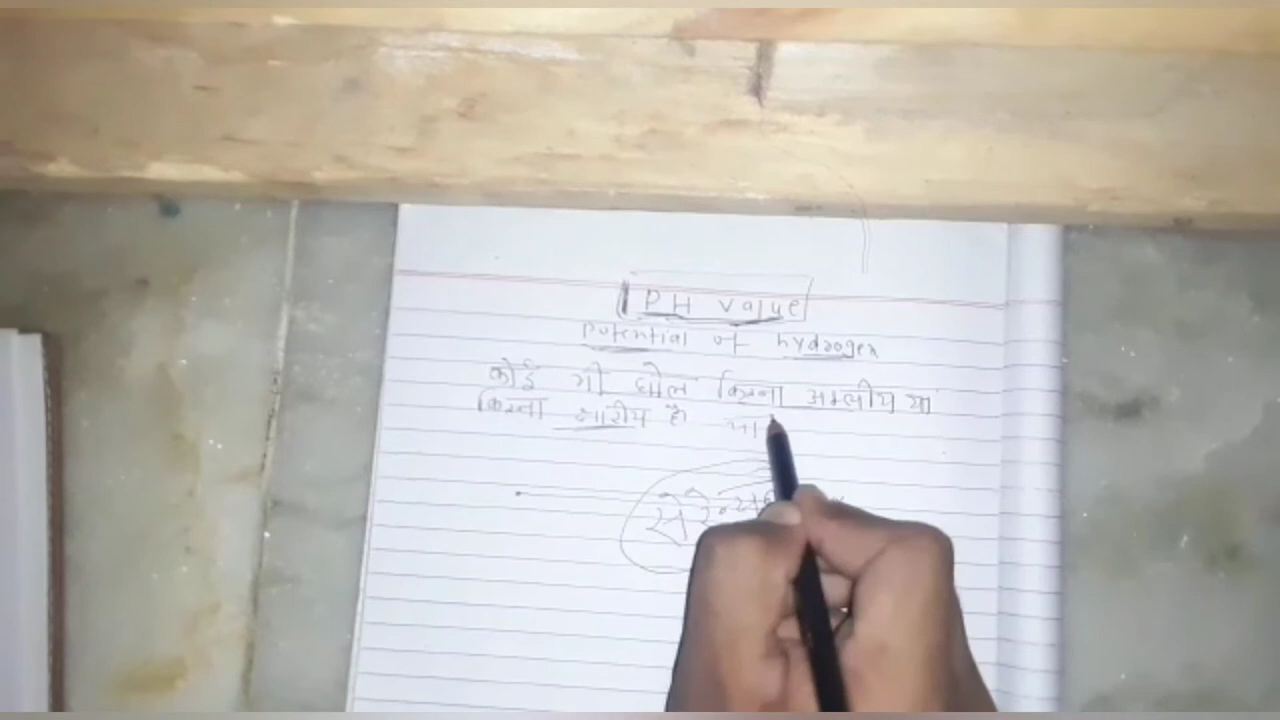 PH value
Potential of hydrogen
कोई भी घोल कितना अम्लीय या
कितना क्षारीय है या